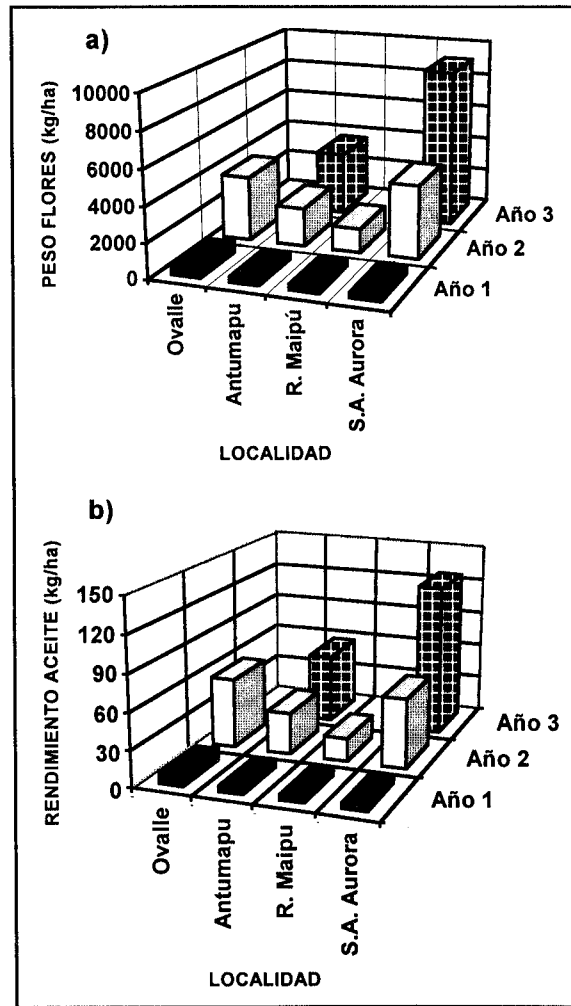 a)
PESO FLORES (kg/ha)
10000
8000
6000
4000
2000
0
Año 3
Año 2
Año 1
Ovalle
Antumapu
R. Maipú
S.A. Aurora
LOCALIDAD
b)
RENDIMIENTO ACEITE (kg/ha)
150
120
90
60
30
0
Año 3
Año 2
Año 1
Ovalle
Antumapu
R. Maipu
S.A. Aurora
LOCALIDAD